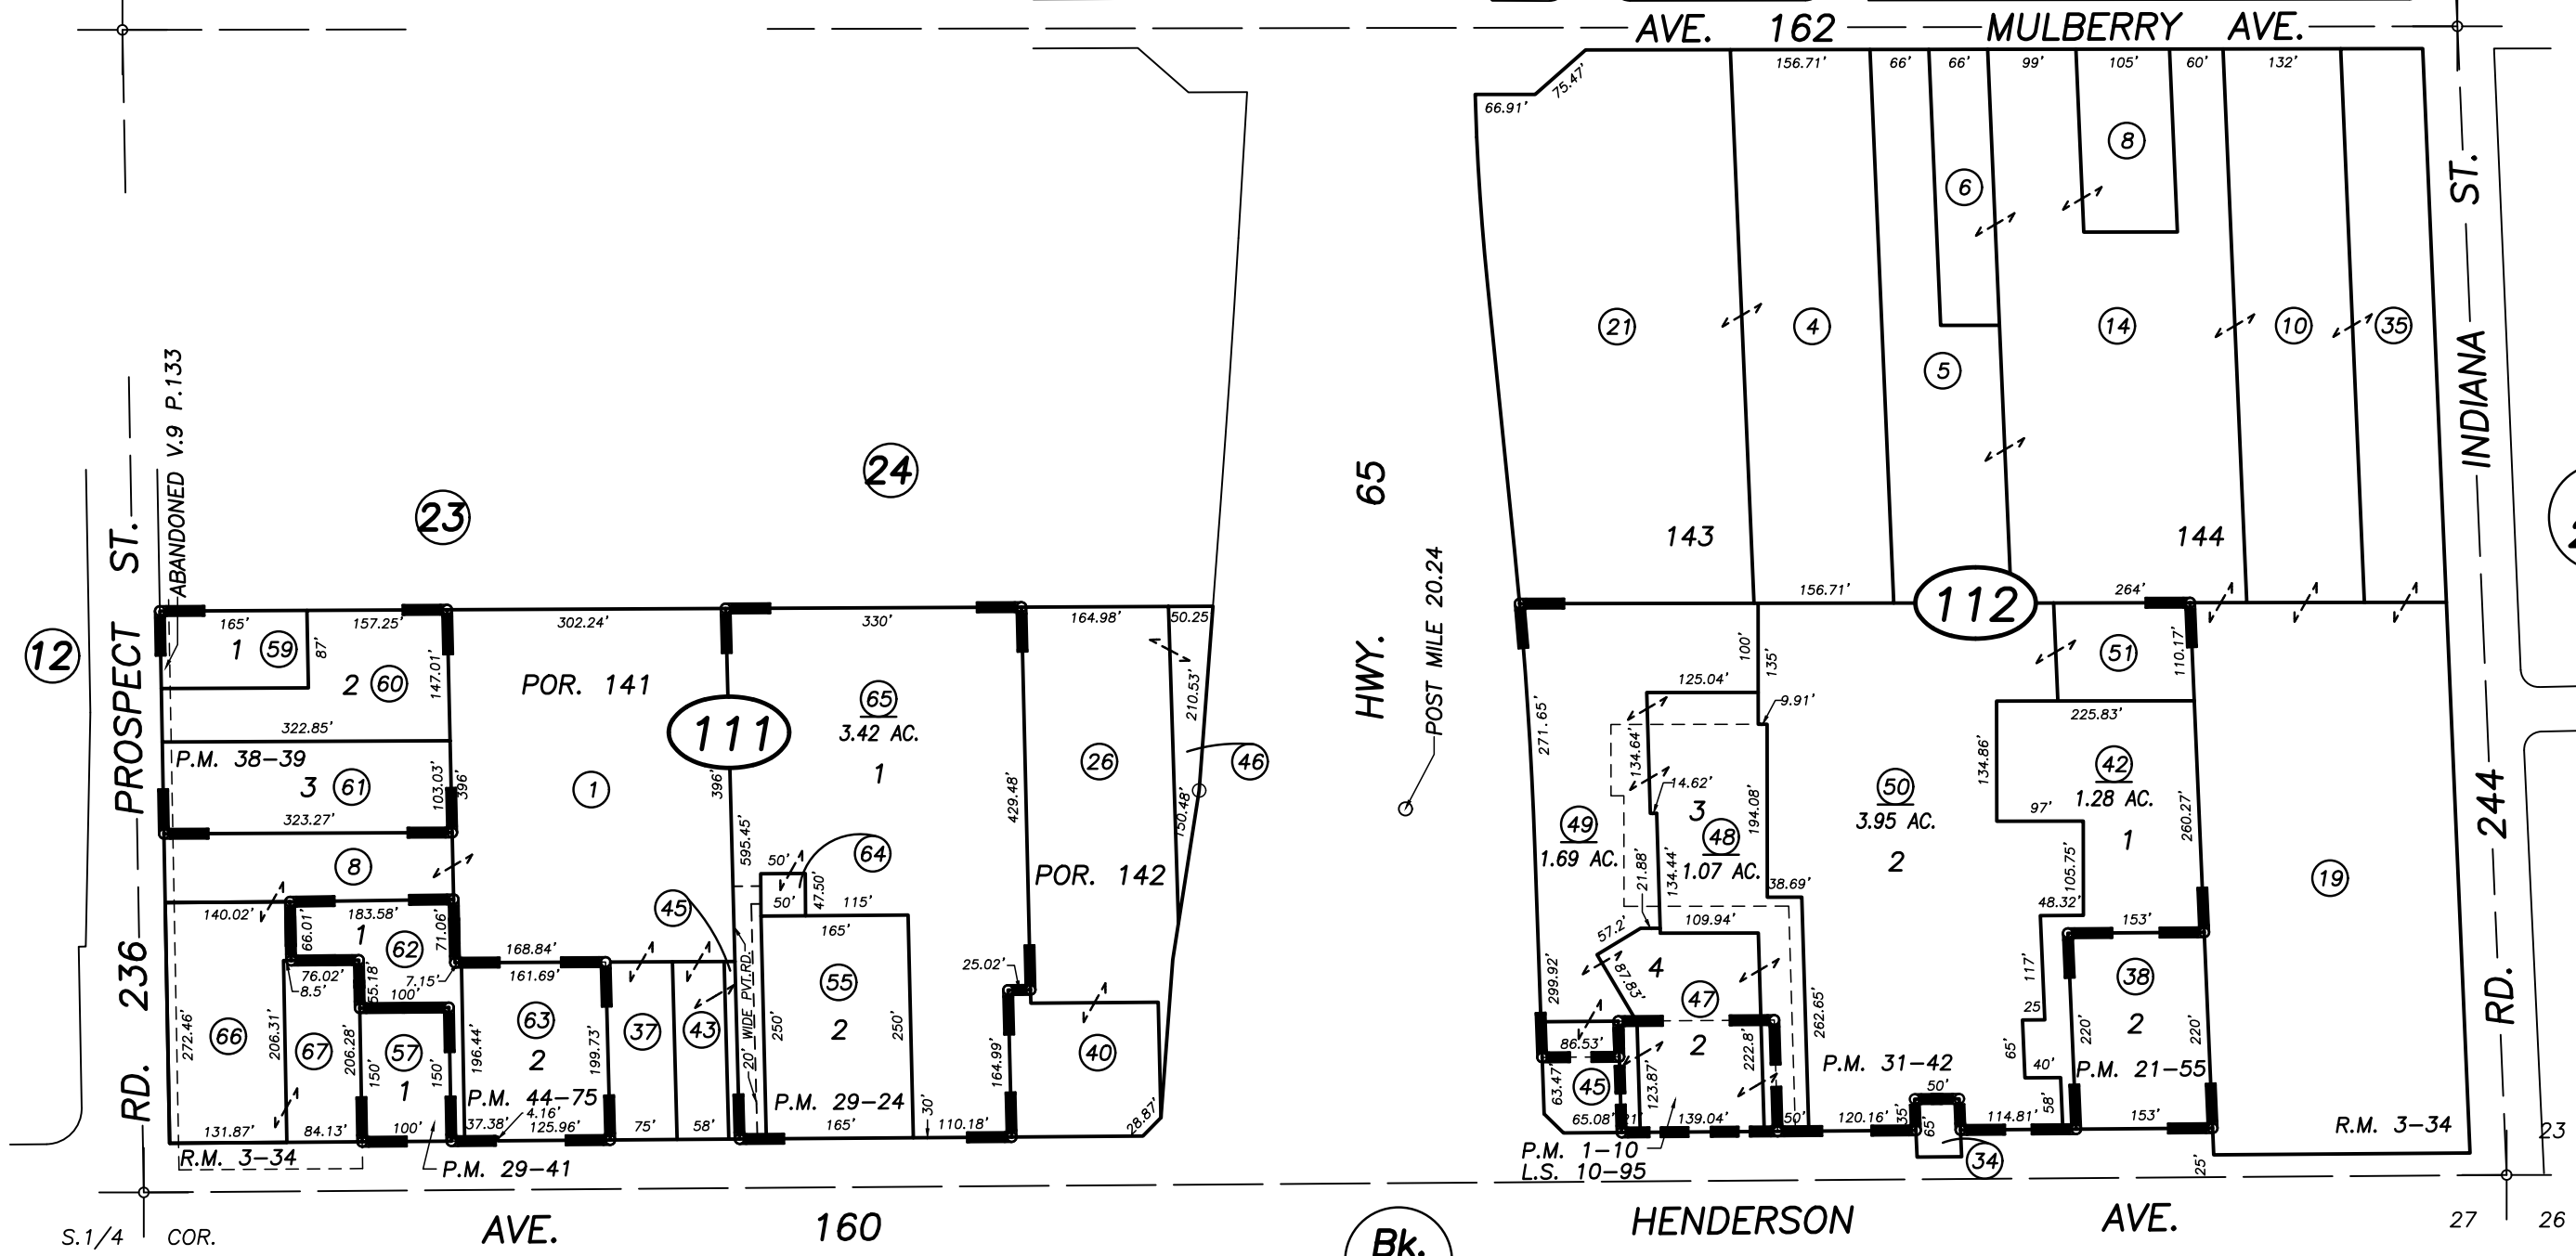 AVE. 162 MULBERRY AVE.
156.71' 66' 66' 99' 105' 60' 132'
75.47'
66.91'
8
6
ST.
21 4 14 10 35
5
INDIANA
ABANDONED V.9 P.133
24
65
23
ST.
143 144
POST MILE 20.24
156.71' 112 264'
165' 157.25' 302.24' 330' 164.98' 50.25
1 59 87'
12
2 60 147.01'
POR. 141
PROSPECT
322.85'
P.M. 38-39
3 61 103.03' 396'
323.27'
1
111
396'
65
3.42 AC.
1
429.48'
26
210.53'
46
150.48'
HWY.
100' 135'
51 110.17'
125.04' 9.91'
225.83'
271.65'
134.64'
14.62'
3
48
1.07 AC.
194.08'
49
1.69 AC.
21.88'
134.44'
50
3.95 AC.
2
134.86'
42
1.28 AC.
1
97'
260.27'
105.75'
244
19
8
595.45'
50' 64
50' 47.50' 115'
POR. 142
38.69'
48.32' 153'
140.02' 183.58'
66.01' 1 62 71.06'
168.84'
45
165'
109.94'
57.2'
87.83'
4
117'
236
76.02' 8.5' 55.18' 100' 7.15' 161.69'
25.02'
299.92'
47
262.65'
25
38
2
RD.
272.46' 66 206.31' 67 206.28' 57 150' 150' 1
196.44' 63 2 199.73' 37 43
20' WIDE PVT.RD.
250' 55 2 250'
164.99'
40
86.53'
2 222.8'
65' 220' 220'
P.M. 31-42
40' P.M. 21-55
RD.
P.M. 44-75
37.38' 4.16' 125.96' 75' 58'
P.M. 29-24
165' 30' 110.18' 28.87'
63.47' 45 123.87'
65.08' 21' 139.04' 50' 120.16' 35' 50' 65' 114.81' 58' 153'
131.87' 84.13' 100'
R.M. 3-34
P.M. 29-41
P.M. 1-10
L.S. 10-95
34
25'
R.M. 3-34
23
S.1/4 COR.
AVE. 160
Bk.
HENDERSON AVE.
27 26